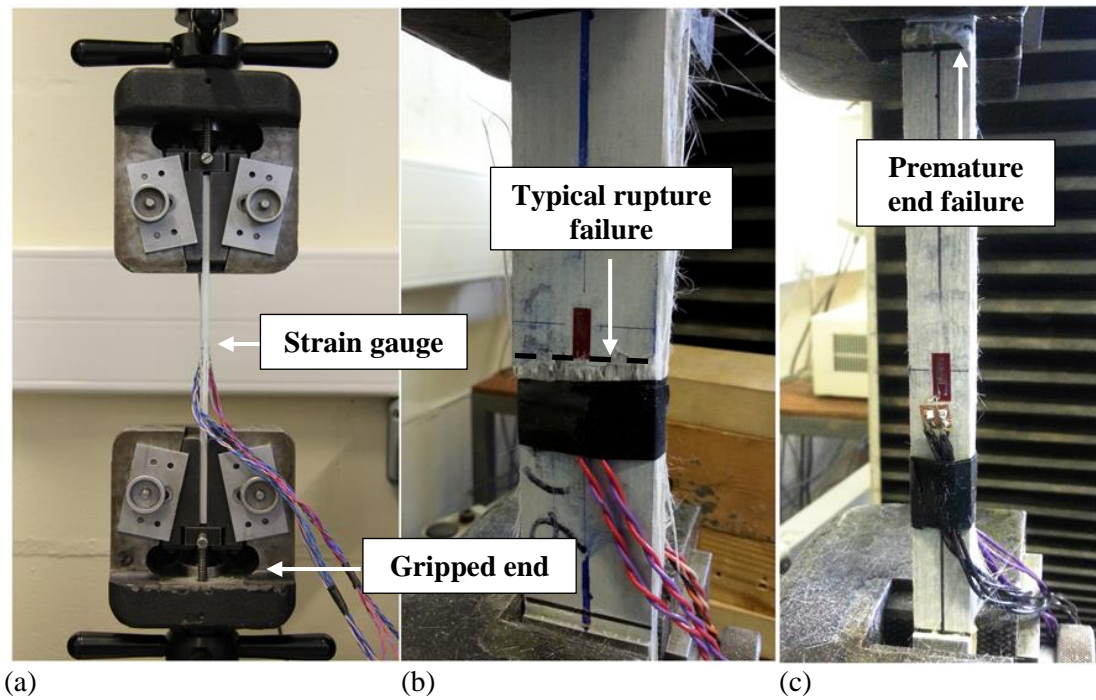 Typical rupture
failure
Premature
end failure
Strain gauge
Gripped end
(a)
(b)
(c)